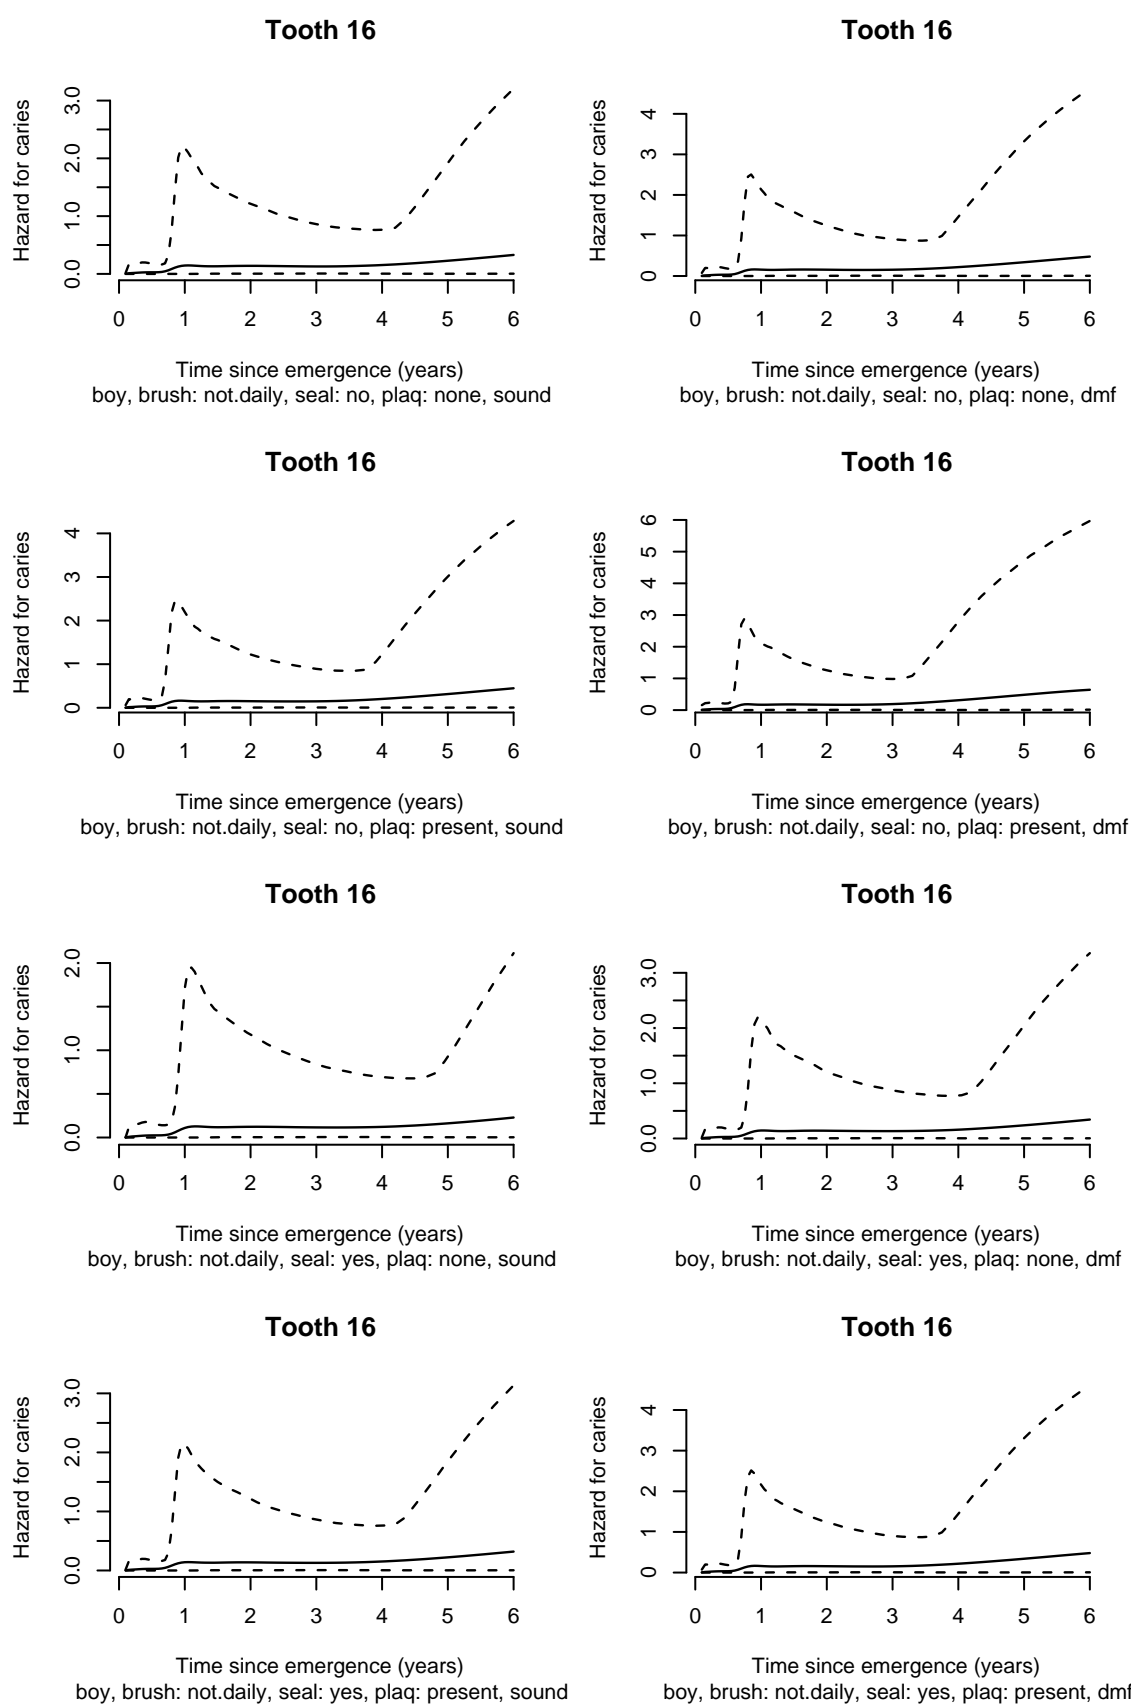 Tooth 16
Hazard for caries
3.0
2.0
1.0
0.0
0 1 2 3 4 5 6
Time since emergence (years)
boy, brush: not.daily, seal: no, plaq: none, sound
Tooth 16
Hazard for caries
4
3
2
1
0
0 1 2 3 4 5 6
Time since emergence (years)
boy, brush: not.daily, seal: no, plaq: none, dmf
Tooth 16
Hazard for caries
4
3
2
1
0
0 1 2 3 4 5 6
Time since emergence (years)
boy, brush: not.daily, seal: no, plaq: present, sound
Tooth 16
Hazard for caries
6
5
4
3
2
1
0
0 1 2 3 4 5 6
Time since emergence (years)
boy, brush: not.daily, seal: no, plaq: present, dmf
Tooth 16
Hazard for caries
2.0
1.0
0.0
0 1 2 3 4 5 6
Time since emergence (years)
boy, brush: not.daily, seal: yes, plaq: none, sound
Tooth 16
Hazard for caries
3.0
2.0
1.0
0.0
0 1 2 3 4 5 6
Time since emergence (years)
boy, brush: not.daily, seal: yes, plaq: none, dmf
Tooth 16
Hazard for caries
3.0
2.0
1.0
0.0
0 1 2 3 4 5 6
Time since emergence (years)
boy, brush: not.daily, seal: yes, plaq: present, sound
Tooth 16
Hazard for caries
4
3
2
1
0
0 1 2 3 4 5 6
Time since emergence (years)
boy, brush: not.daily, seal: yes, plaq: present, dmf